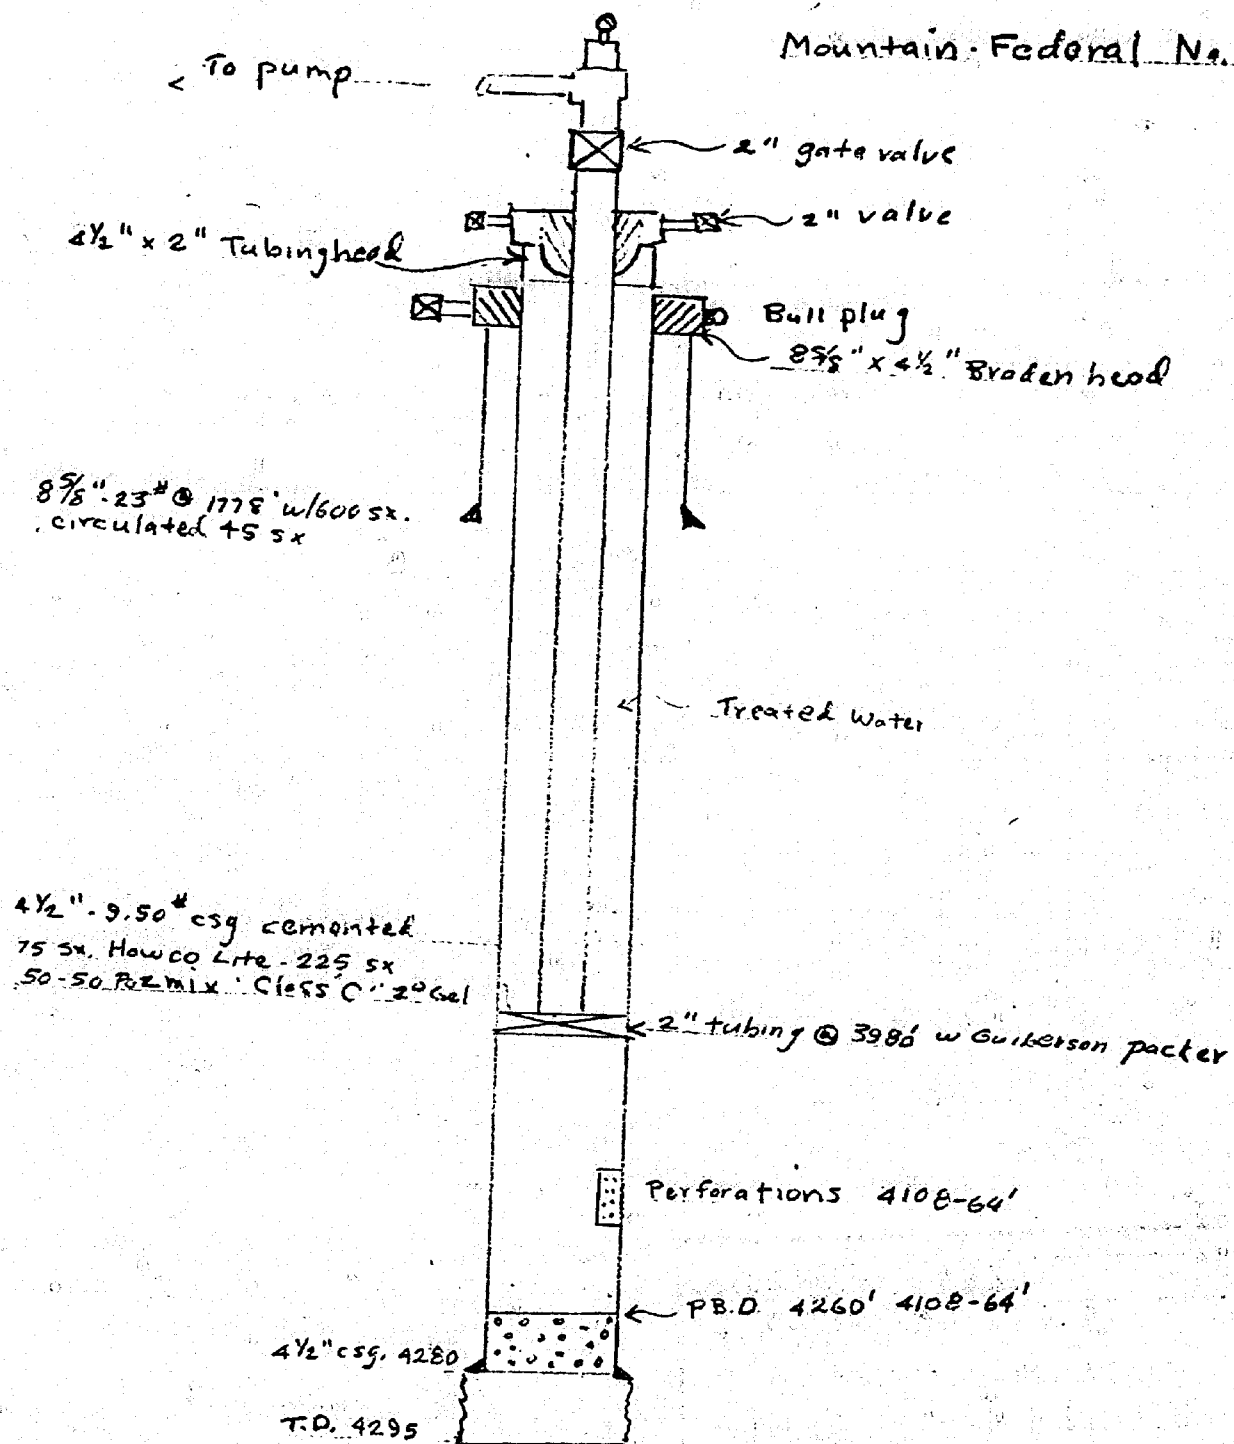 Mountain. Federal No.
< To pump
2" gate valve
2" valve
4½" x 2" Tubinghead
Bull plug
8⅝" x 4½" Bradenhead
8⅝"-23# @ 1778' w/600 sx.
circulated 45 sx
Treated Water
4½"-9.50# csg cemented
75 sx. Howco Lite - 225 sx
50-50 Pozmix "Class C" 2% Gel
2" tubing @ 3980' w Guiberson packer
Perforations 4108-64'
P.B.D. 4260' 4108-64'
4½" csg. 4280
T.D. 4295